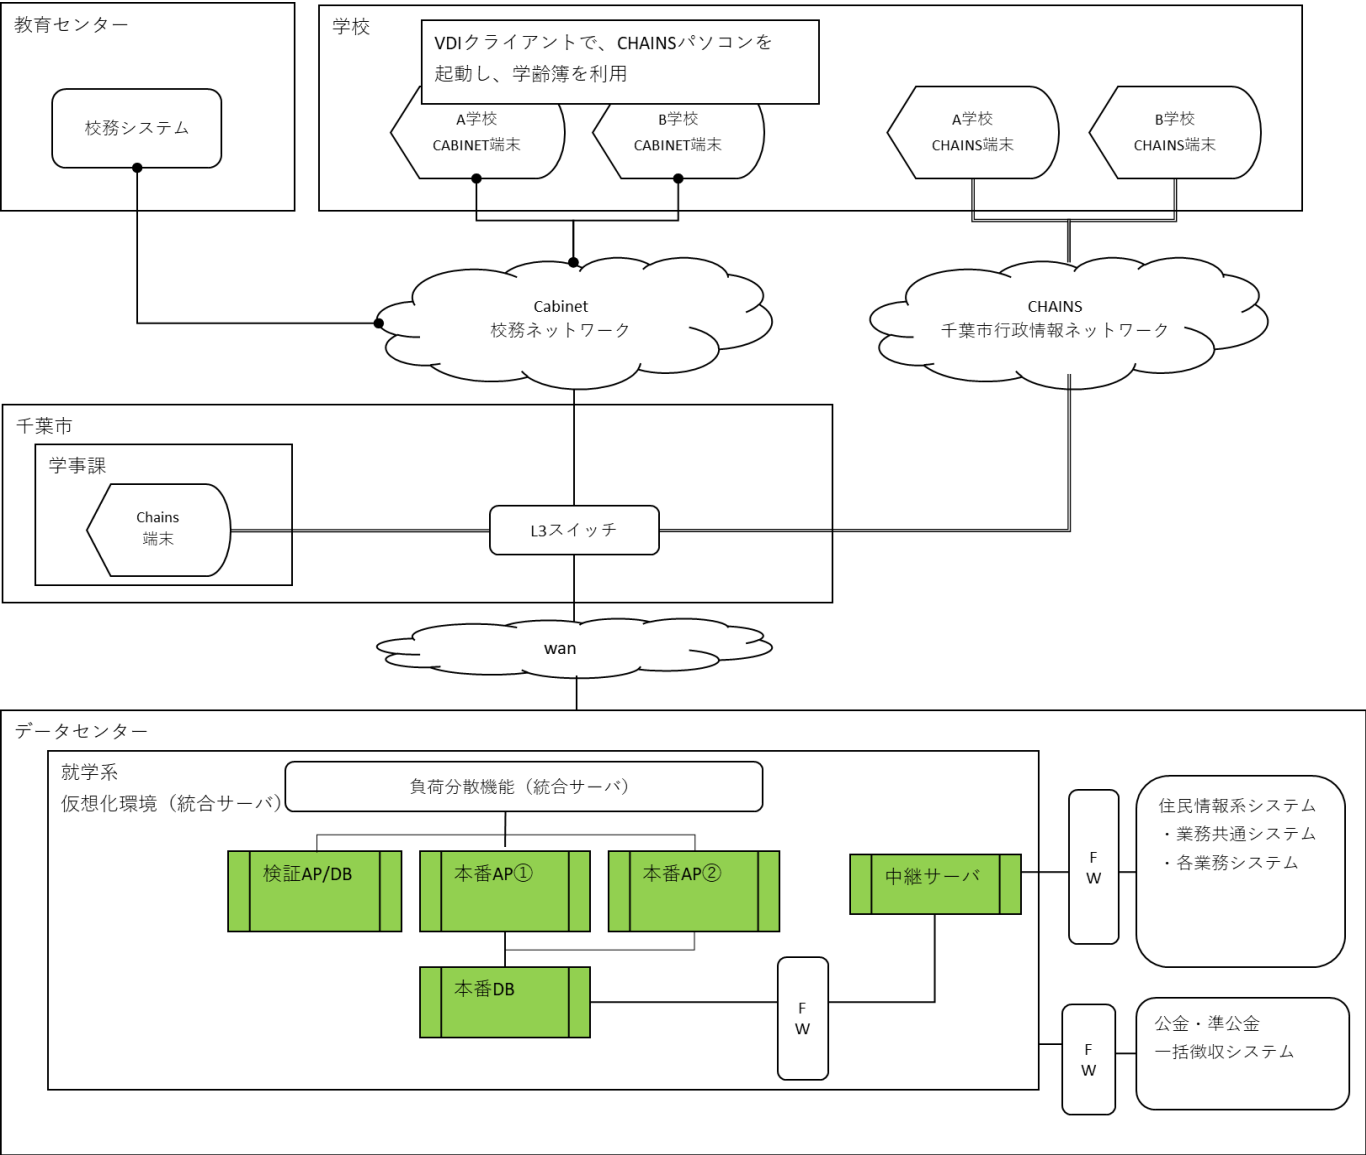 教育センター
校務システム
学校
VDIクライアントで、CHAINSパソコンを
起動し、学齢簿を利用
A学校
CABINET端末
B学校
CABINET端末
A学校
CHAINS端末
B学校
CHAINS端末
Cabinet
校務ネットワーク
CHAINS
千葉市行政情報ネットワーク
千葉市
学事課
Chains
端末
L3スイッチ
wan
データセンター
就学系
仮想化環境（統合サーバ）
負荷分散機能（統合サーバ）
検証AP/DB
本番AP①
本番AP②
中継サーバ
本番DB
F
W
F
W
住民情報系システム
・業務共通システム
・各業務システム
F
W
公金・準公金
一括徴収システム